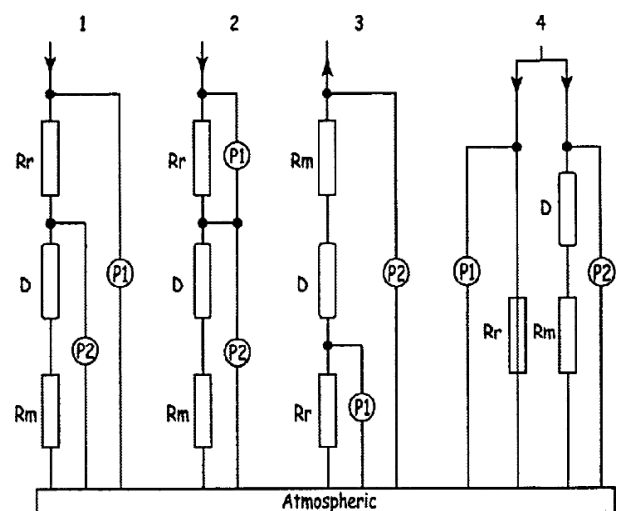 1 2 3 4
Rr P1 Rr P1 Rm D
D P2 D P2 D P2 P1 P2
Rm Rm Rr P1 Rr Rm
Atmospheric